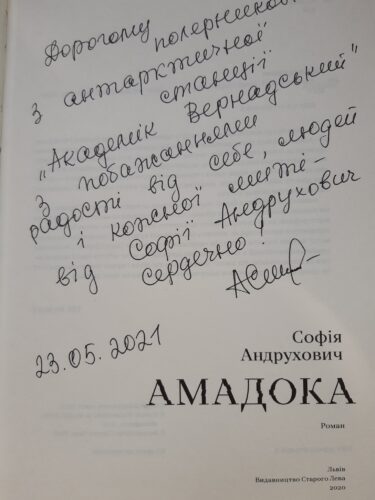 Дорогому полярникові
з антарктичної
станції
„Академік Вернадський"
з побажаннями
радості від себе, людей
і кожної миті –
від Софії Андрухович
сердечно!
23.05.2021
Софія
Андрухович
АМАДОКА
Роман
Львів
Видавництво Старого Лева
2020